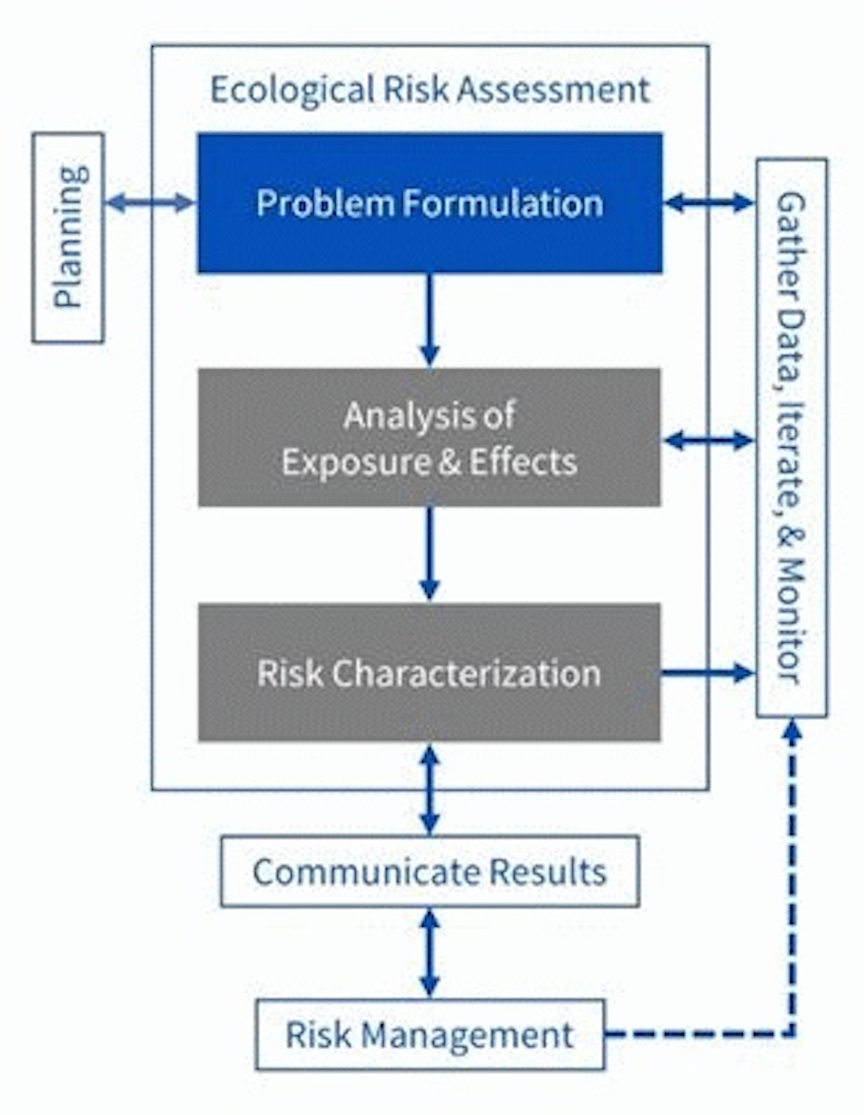 Ecological Risk Assessment
Planning
Problem Formulation
Gather Data, Iterate, & Monitor
Analysis of
Exposure & Effects
Risk Characterization
Communicate Results
Risk Management